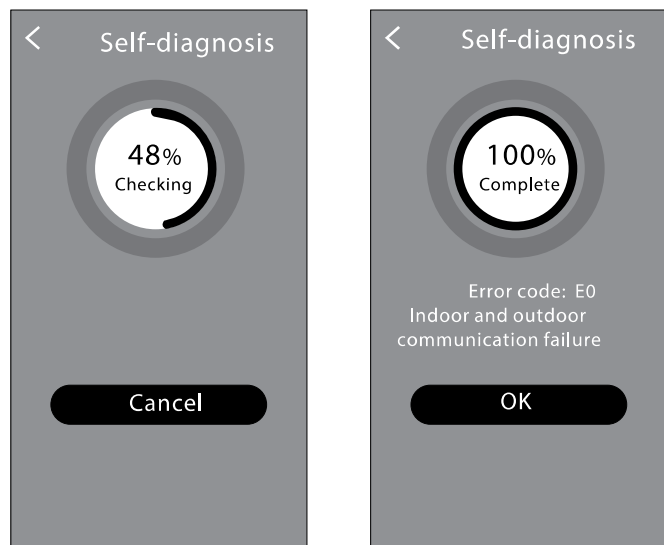 Self-diagnosis
48%
Checking
Cancel
Self-diagnosis
100%
Complete
Error code: E0
Indoor and outdoor
communication failure
OK